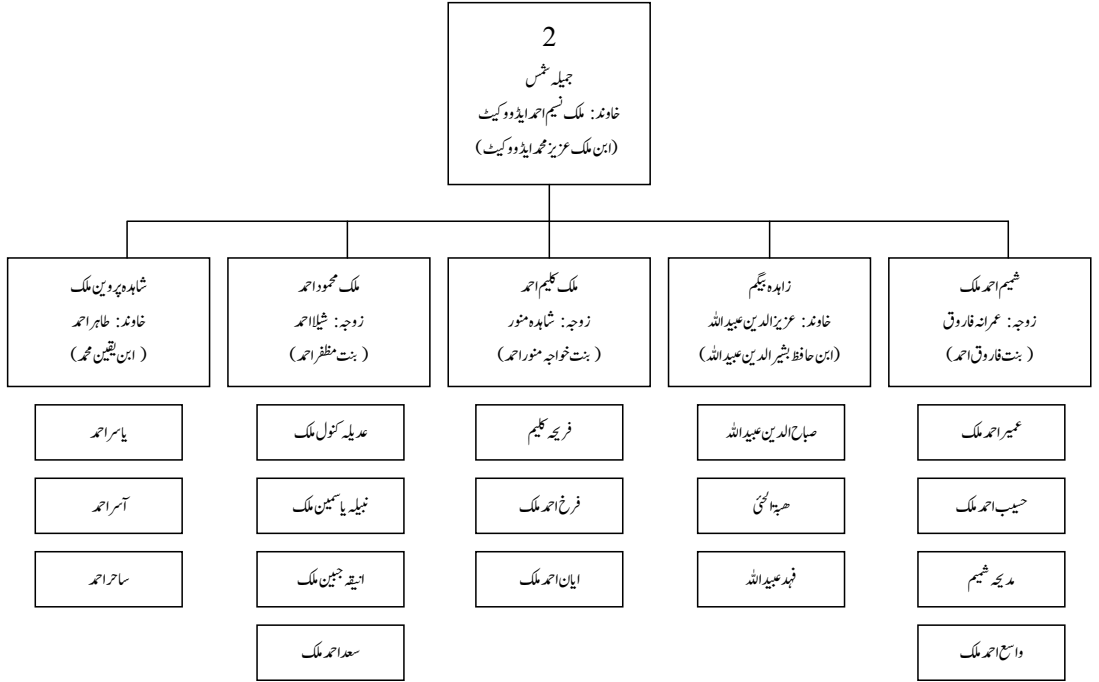 2
جمیلہ شمس
خاوند: ملک نسیم احمد ایڈووکیٹ
(ابن ملک عزیز محمد ایڈووکیٹ)
شمیم احمد ملک
زوجہ: عمرانہ فاروق
(بنت فاروق احمد)
عمیر احمد ملک
حسیب احمد ملک
مدیحہ شمیم
واسع احمد ملک
زاہدہ بیگم
خاوند: عزیز الدین عبید اللہ
(ابن حافظ بشیر الدین عبید اللہ)
صباح الدین عبید اللہ
ھبۃ الحئی
فہد عبید اللہ
ملک کلیم احمد
زوجہ: شاہدہ منور
(بنت خواجہ منور احمد)
فریحہ کلیم
فرخ احمد ملک
ایان احمد ملک
ملک محمود احمد
زوجہ: شیلا احمد
(بنت مظفر احمد)
عدیلہ کنول ملک
نبیلہ یاسمین ملک
انیقہ جبین ملک
سعد احمد ملک
شاہدہ پروین ملک
خاوند: طاہر احمد
(ابن یقین محمد)
یاسر احمد
آسر احمد
ساحر احمد